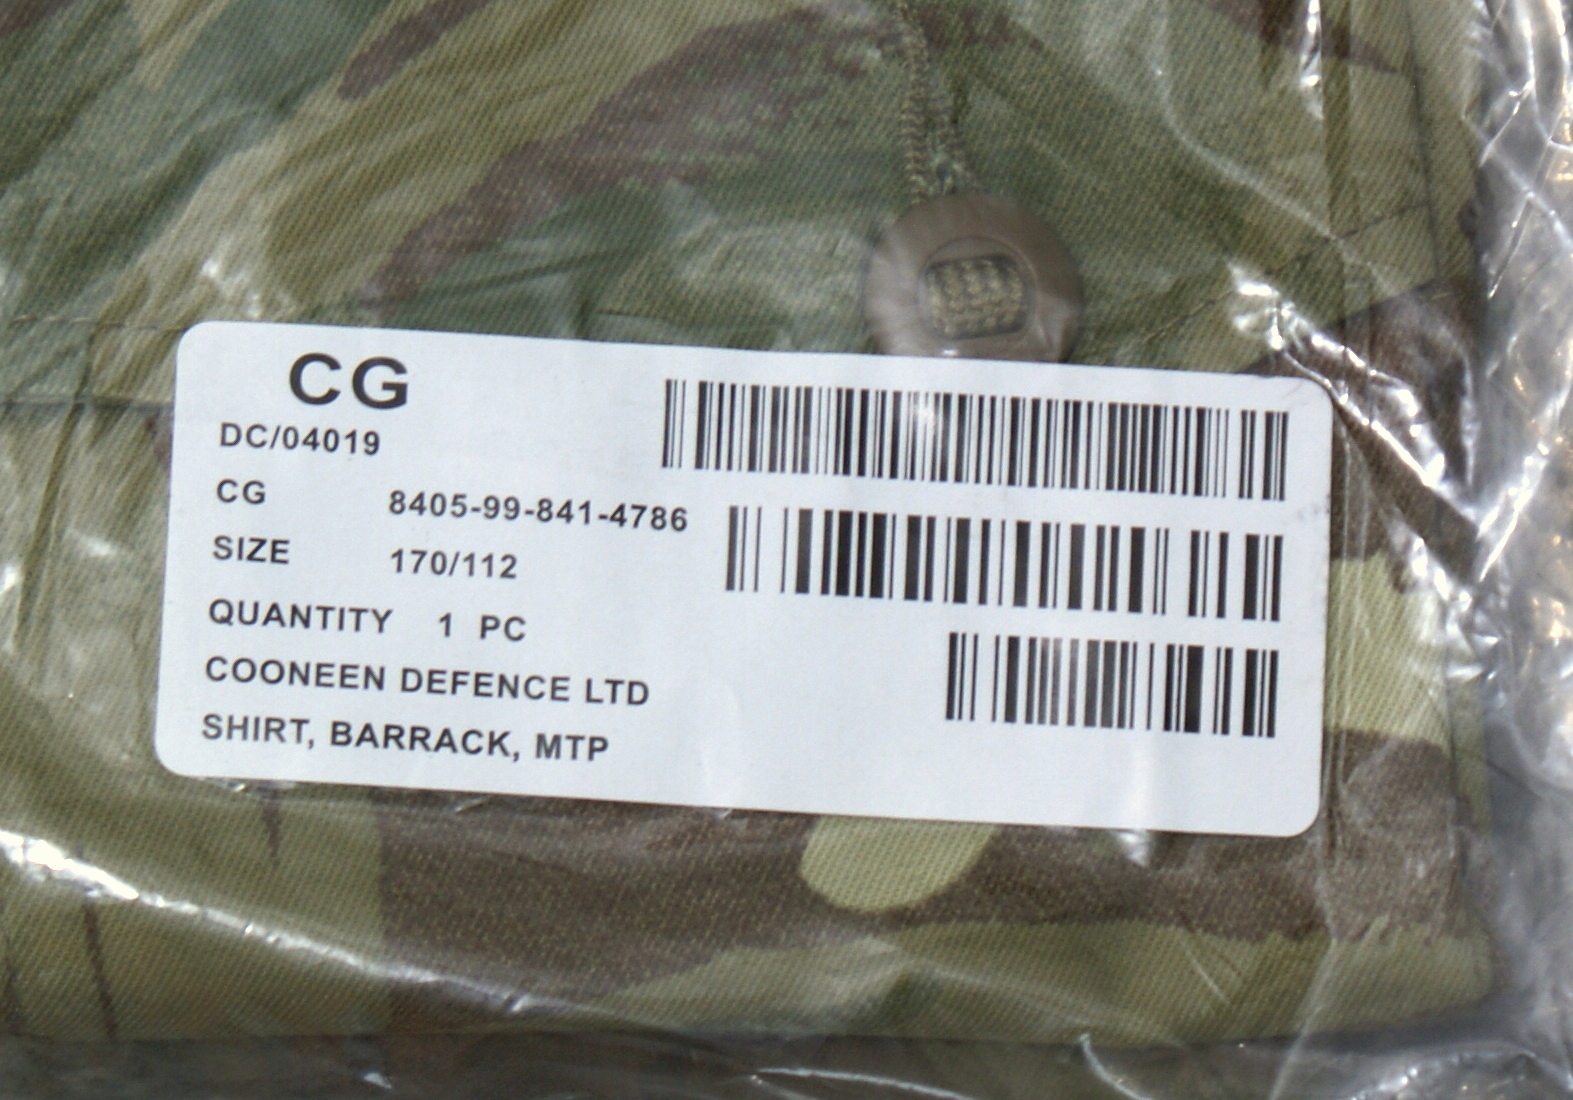 CG
DC/04019
CG 8405-99-841-4786
SIZE 170/112
QUANTITY 1 PC
COONEEN DEFENCE LTD
SHIRT, BARRACK, MTP